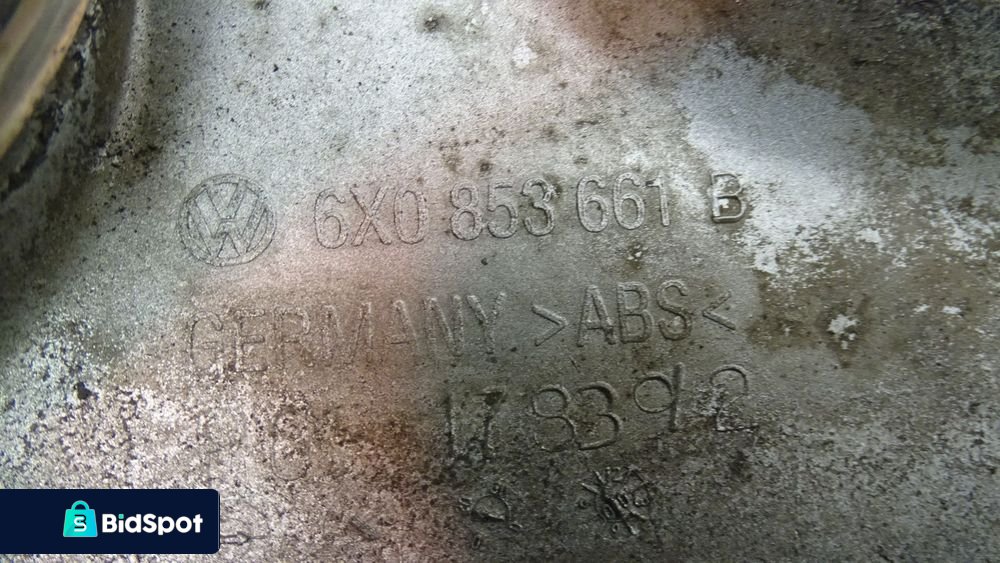 6X0 853 661 B
GERMANY >ABS<
178392
BidSpot